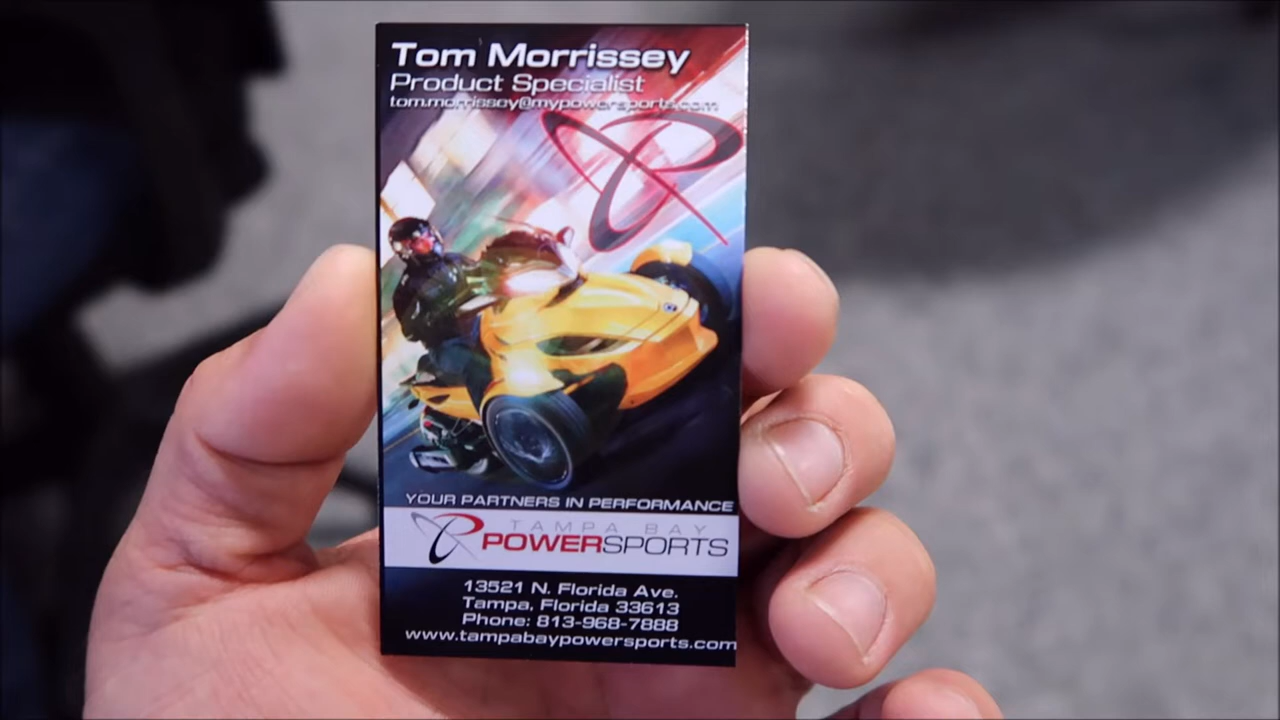 Tom Morrissey
Product Specialist
tom.morrissey@mypowersports.com
YOUR PARTNERS IN PERFORMANCE
TAMPA BAY
POWERSPORTS
13521 N. Florida Ave.
Tampa, Florida 33613
Phone: 813-968-7888
www.tampabaypowersports.com